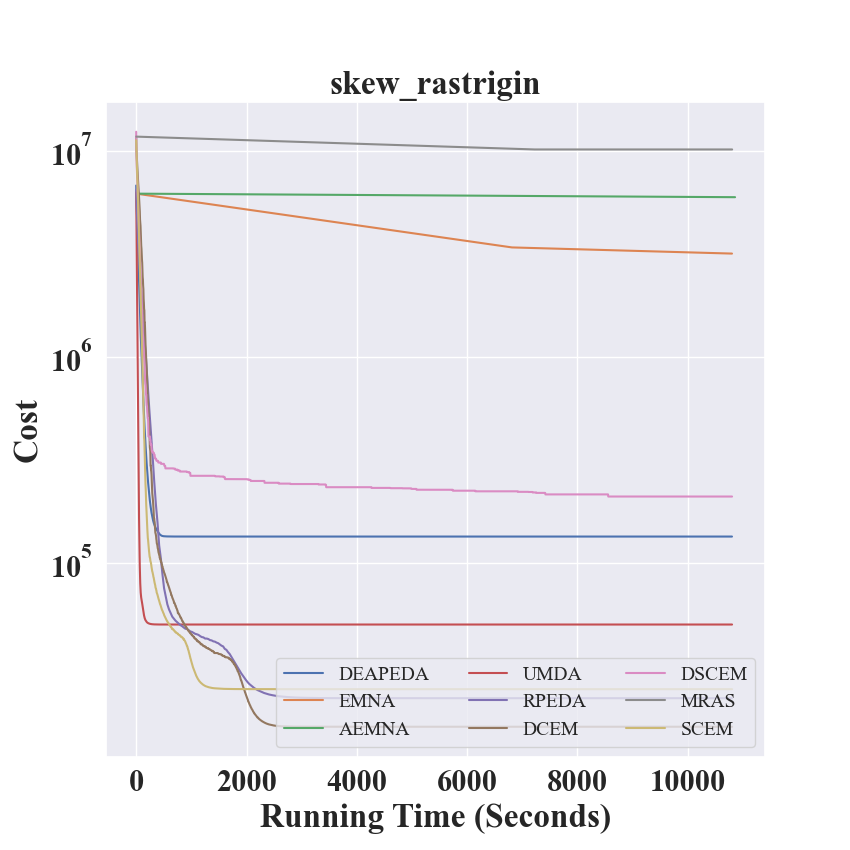 skew_rastrigin
10^7
10^6
10^5
Cost
DEAPEDA UMDA DSCEM
EMNA RPEDA MRAS
AEMNA DCEM SCEM
0 2000 4000 6000 8000 10000
Running Time (Seconds)